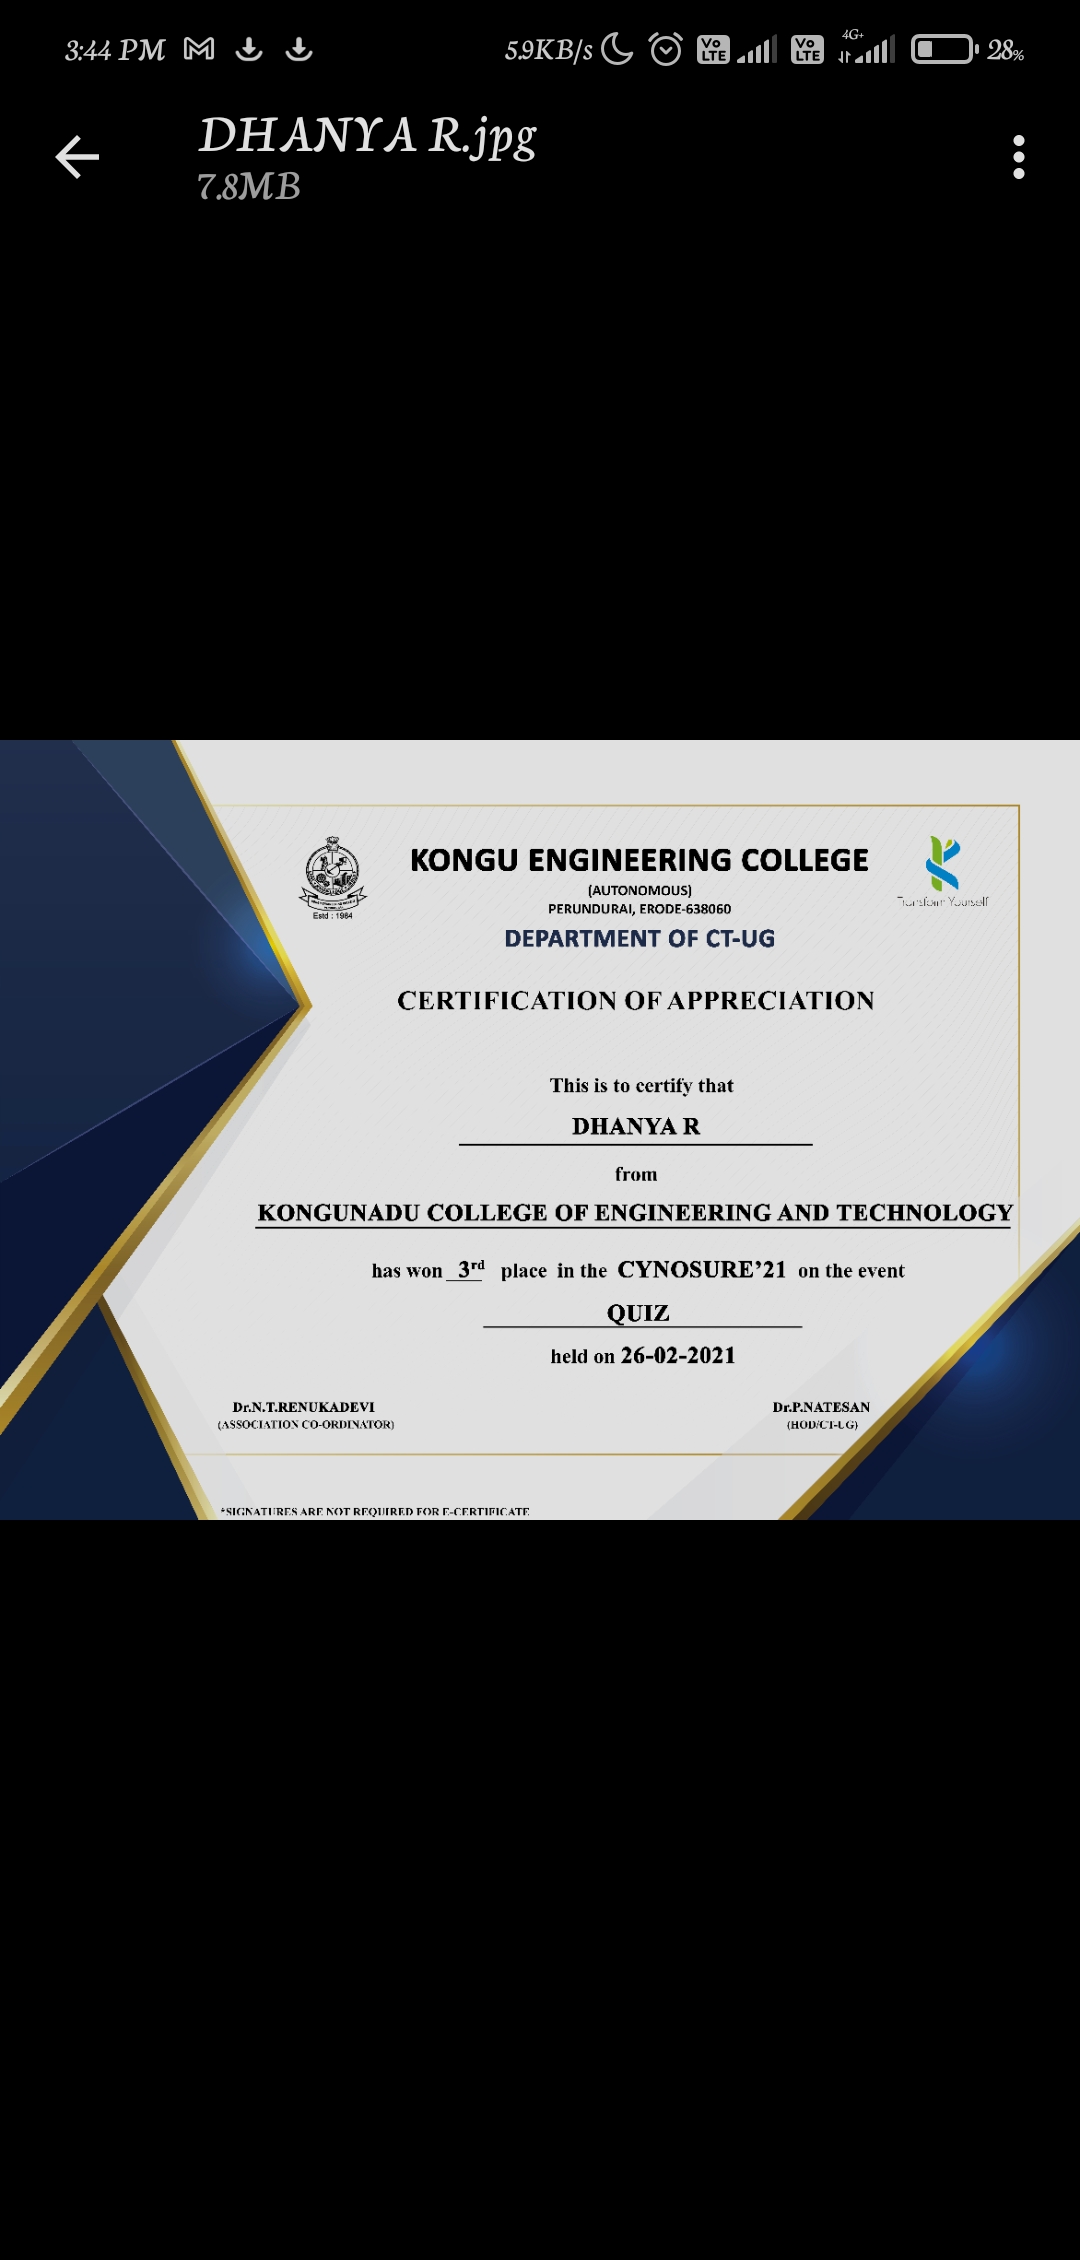 3:44 PM 5.9KB/s VoLTE VoLTE 4G+ 28%
DHANYA R.jpg
7.8MB
KONGU ENGINEERING COLLEGE
(AUTONOMOUS)
PERUNDURAI, ERODE-638060
Estd : 1984
Transform Yourself
DEPARTMENT OF CT-UG
CERTIFICATION OF APPRECIATION
This is to certify that
DHANYA R
from
KONGUNADU COLLEGE OF ENGINEERING AND TECHNOLOGY
has won 3rd place in the CYNOSURE’21 on the event
QUIZ
held on 26-02-2021
Dr.N.T.RENUKADEVI Dr.P.NATESAN
(ASSOCIATION CO-ORDINATOR) (HOD/CT-UG)
*SIGNATURES ARE NOT REQUIRED FOR E-CERTIFICATE